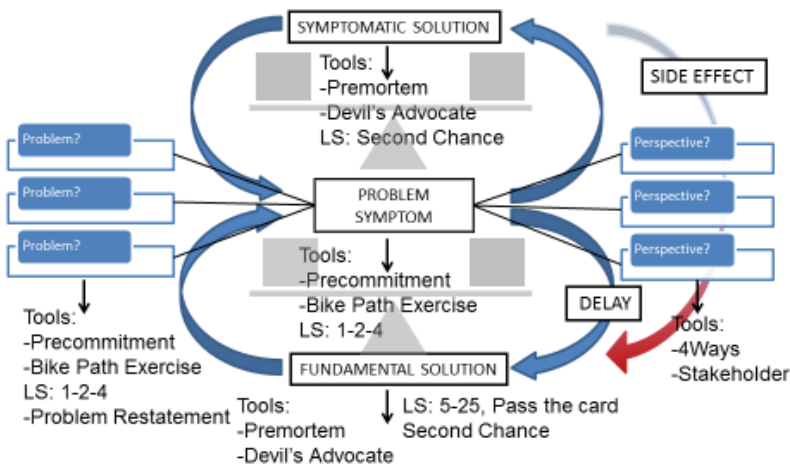 SYMPTOMATIC SOLUTION
Tools:
-Premortem
-Devil's Advocate
LS: Second Chance
SIDE EFFECT
Problem?
Problem?
Problem?
PROBLEM
SYMPTOM
Perspective?
Perspective?
Perspective?
Tools:
-Precommitment
-Bike Path Exercise
LS: 1-2-4
DELAY
Tools:
-Precommitment
-Bike Path Exercise
LS: 1-2-4
-Problem Restatement
Tools:
-4Ways
-Stakeholder
FUNDAMENTAL SOLUTION
Tools:
-Premortem
-Devil's Advocate
LS: 5-25, Pass the card
Second Chance